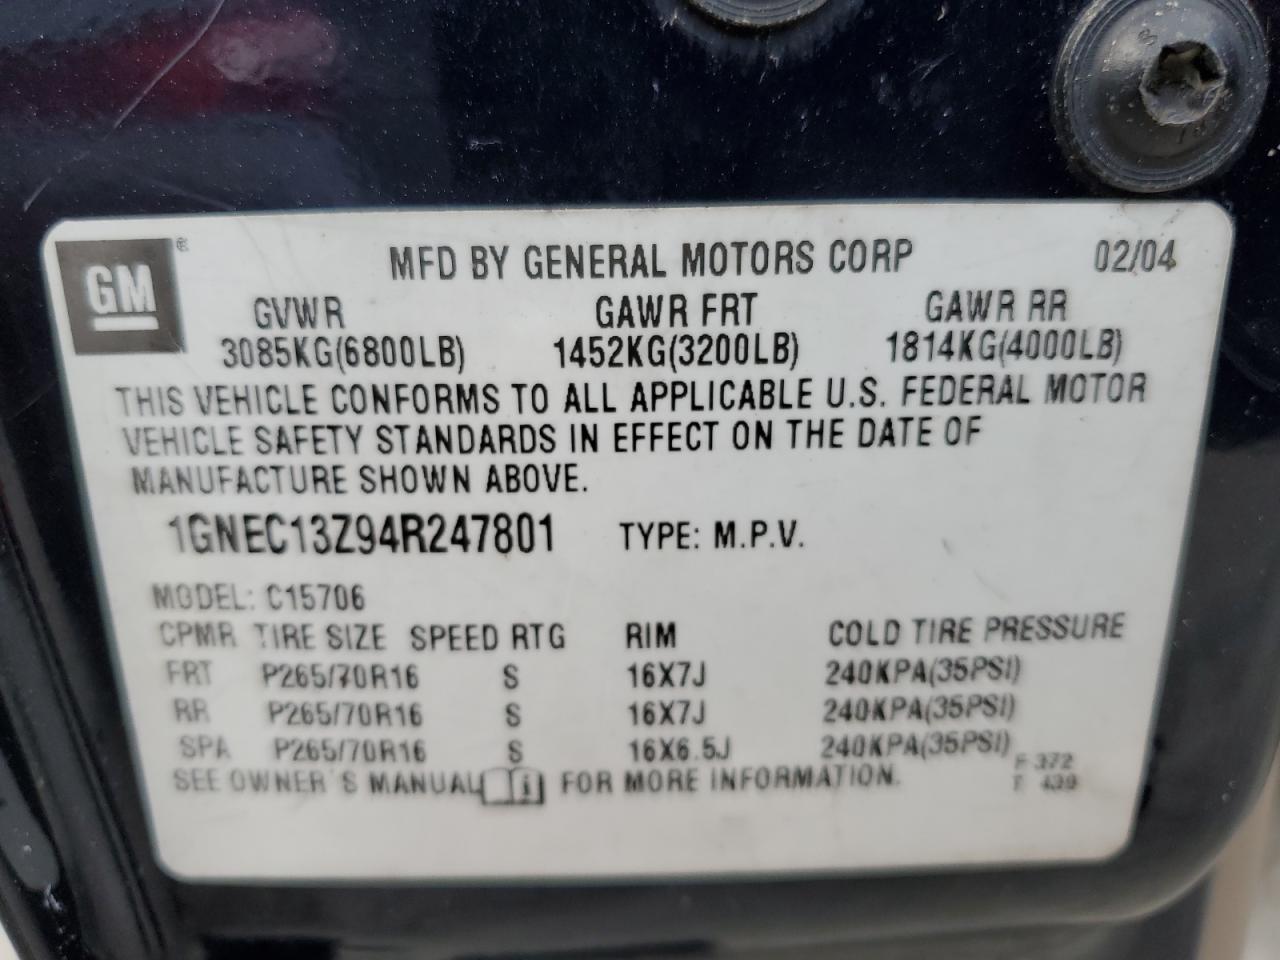 GM ®
MFD BY GENERAL MOTORS CORP 02/04
GVWR GAWR FRT GAWR RR
3085KG(6800LB) 1452KG(3200LB) 1814KG(4000LB)
THIS VEHICLE CONFORMS TO ALL APPLICABLE U.S. FEDERAL MOTOR
VEHICLE SAFETY STANDARDS IN EFFECT ON THE DATE OF
MANUFACTURE SHOWN ABOVE.
1GNEC13Z94R247801 TYPE: M.P.V.
MODEL: C15706
CPMR TIRE SIZE SPEED RTG RIM COLD TIRE PRESSURE
FRT P265/70R16 S 16X7J 240KPA(35PSI)
RR P265/70R16 S 16X7J 240KPA(35PSI)
SPA P265/70R16 S 16X6.5J 240KPA(35PSI)
SEE OWNER'S MANUAL i FOR MORE INFORMATION.
F 372
T 439